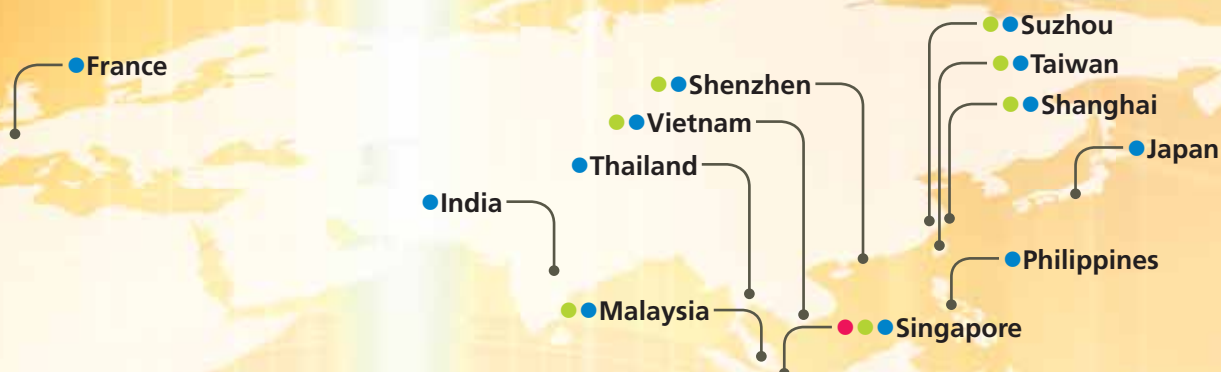 Suzhou
France
Taiwan
Shenzhen
Shanghai
Vietnam
Japan
Thailand
India
Philippines
Malaysia
Singapore